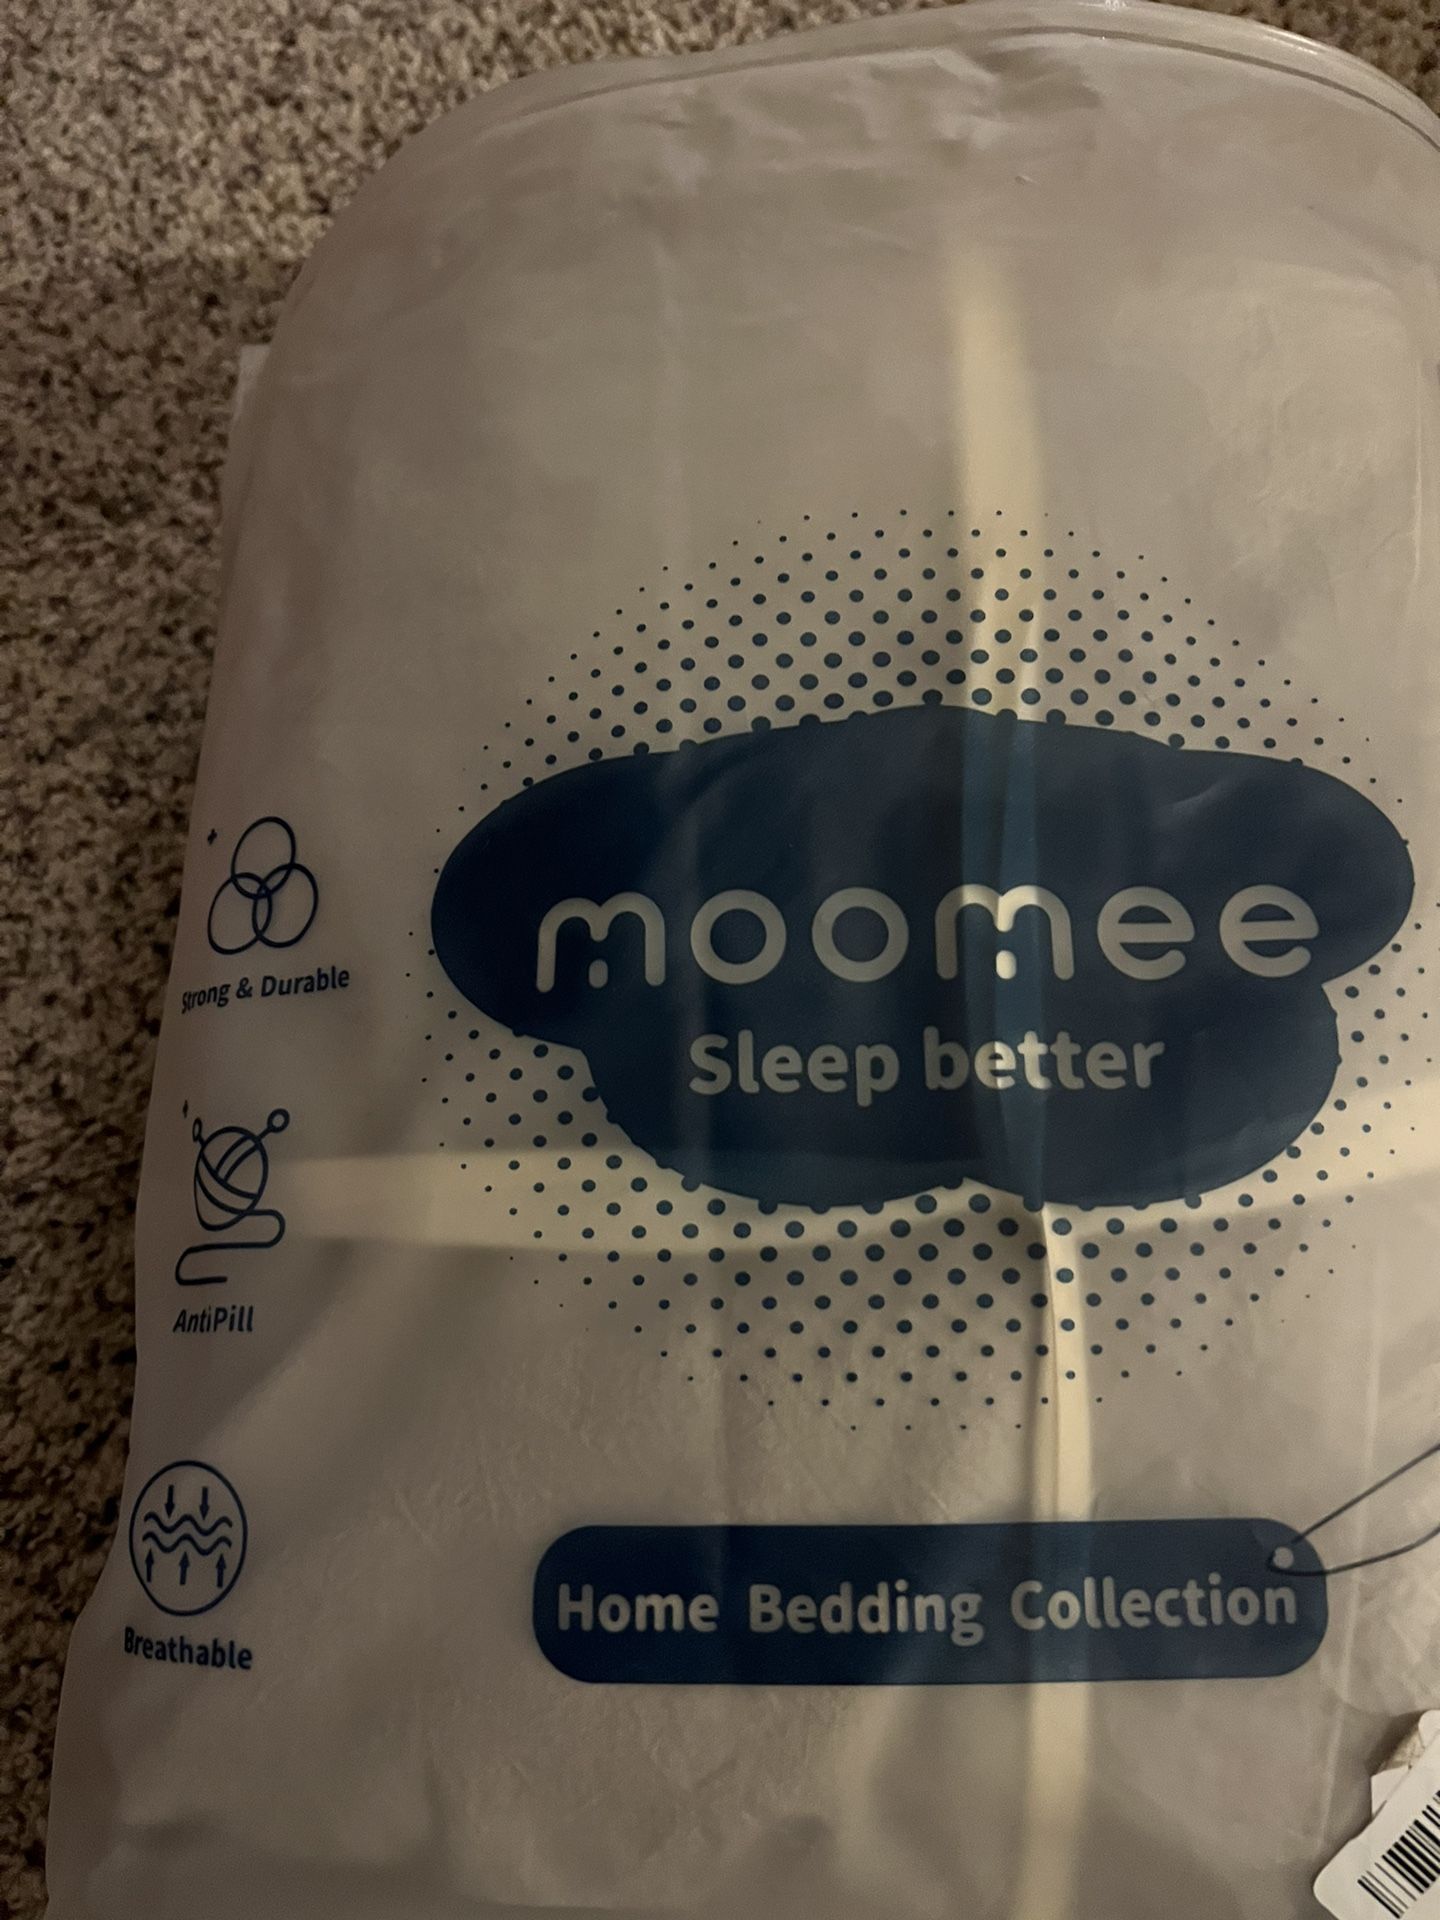 moomee
Sleep better
Strong & Durable
AntiPill
Breathable
Home Bedding Collection